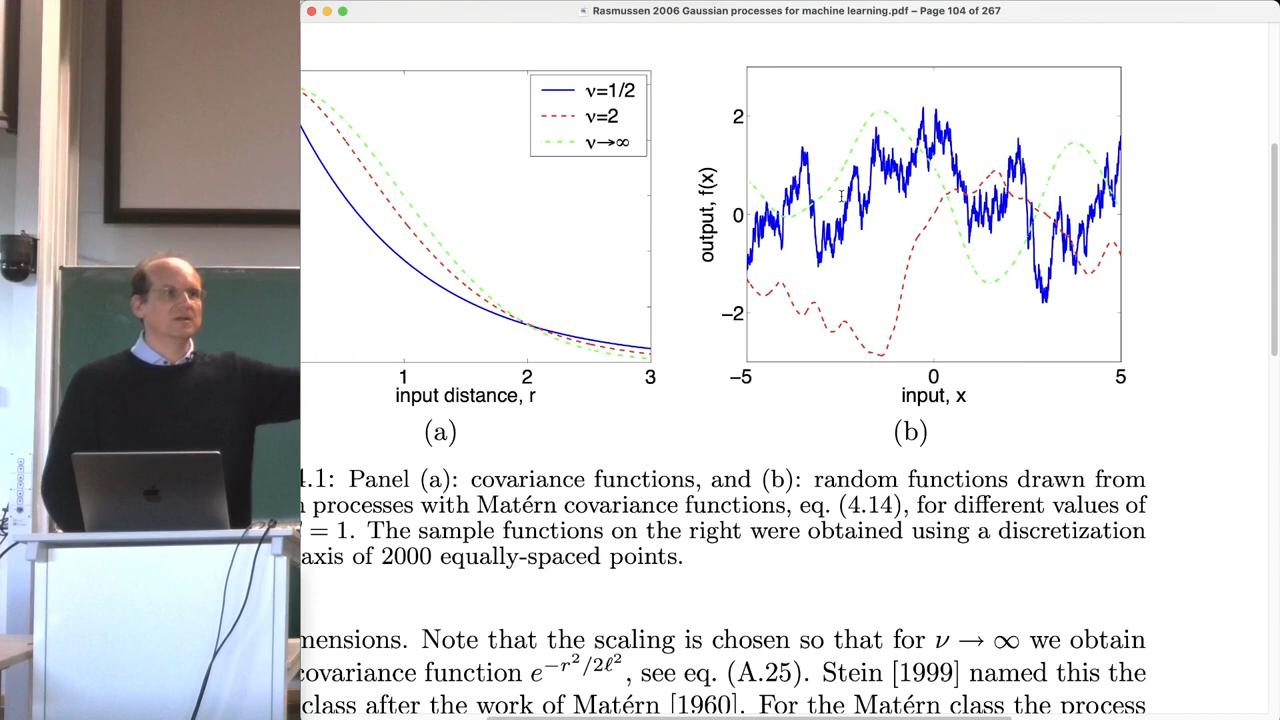 Rasmussen 2006 Gaussian processes for machine learning.pdf – Page 104 of 267
ν=1/2
ν=2
ν→∞
1
2
3
input distance, r
(a)
2
0
−2
output, f(x)
−5
0
5
input, x
(b)
4.1: Panel (a): covariance functions, and (b): random functions drawn from
processes with Matérn covariance functions, eq. (4.14), for different values of
= 1. The sample functions on the right were obtained using a discretization
axis of 2000 equally-spaced points.
mensions. Note that the scaling is chosen so that for ν → ∞ we obtain
covariance function e^{−r²/2ℓ²}, see eq. (A.25). Stein [1999] named this the
class after the work of Matérn [1960]. For the Matérn class the process